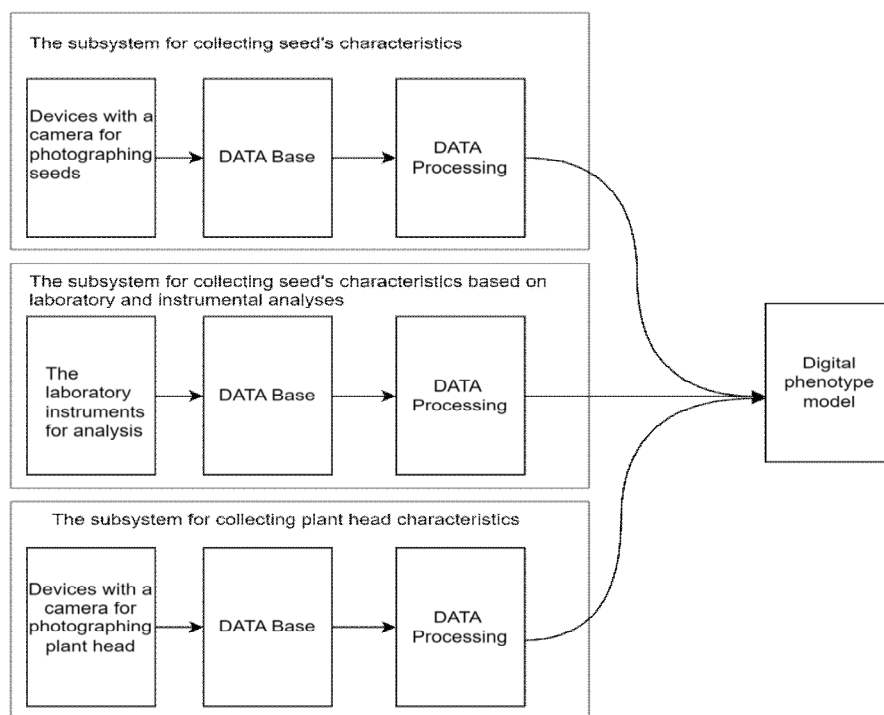 The subsystem for collecting seed's characteristics
Devices with a
camera for
photographing
seeds
DATA Base
DATA
Processing
The subsystem for collecting seed's characteristics based on
laboratory and instrumental analyses
The
laboratory
instruments
for analysis
DATA Base
DATA
Processing
Digital
phenotype
model
The subsystem for collecting plant head characteristics
Devices with a
camera for
photographing
plant head
DATA Base
DATA
Processing